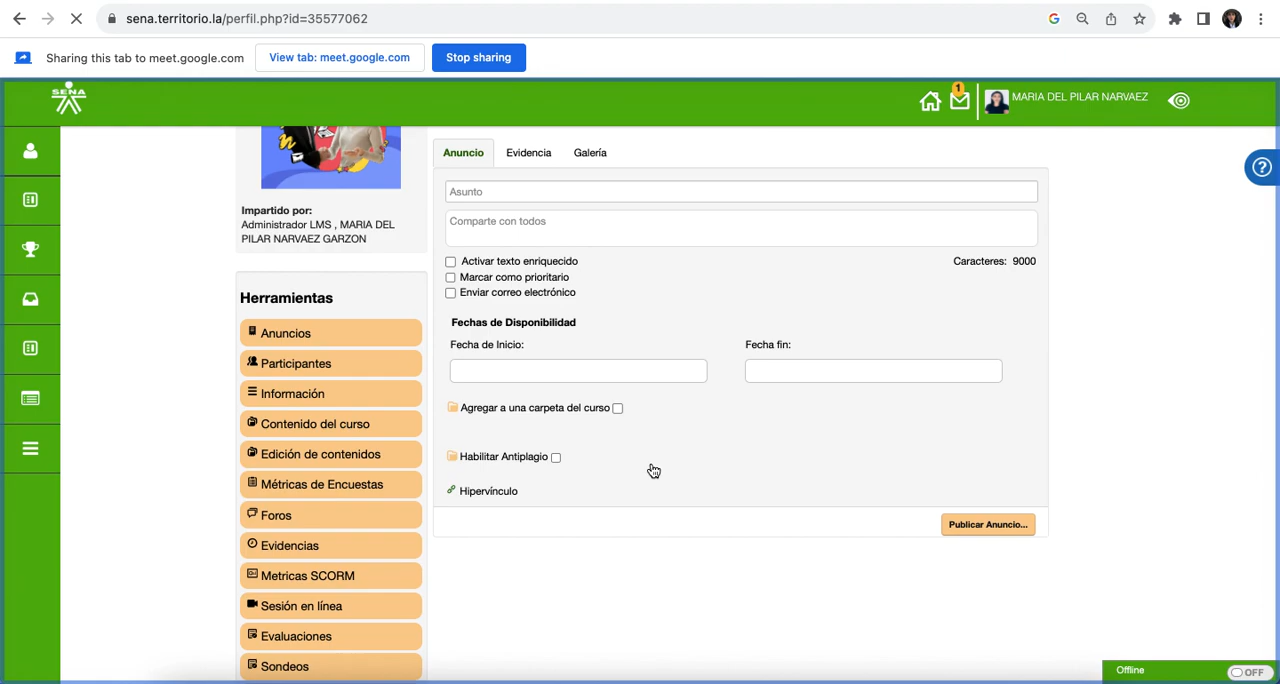 sena.territorio.la/perfil.php?id=35577062
Sharing this tab to meet.google.com
View tab: meet.google.com
Stop sharing
SENA
1
MARIA DEL PILAR NARVAEZ
?
Anuncio
Evidencia
Galería
Asunto
Comparte con todos
Impartido por:
Administrador LMS , MARIA DEL
PILAR NARVAEZ GARZON
Activar texto enriquecido
Caracteres: 9000
Marcar como prioritario
Enviar correo electrónico
Herramientas
Fechas de Disponibilidad
Fecha de Inicio:
Fecha fin:
Agregar a una carpeta del curso
Habilitar Antiplagio
Hipervínculo
Publicar Anuncio...
Anuncios
Participantes
Información
Contenido del curso
Edición de contenidos
Métricas de Encuestas
Foros
Evidencias
Metricas SCORM
Sesión en línea
Evaluaciones
Sondeos
Offline
OFF